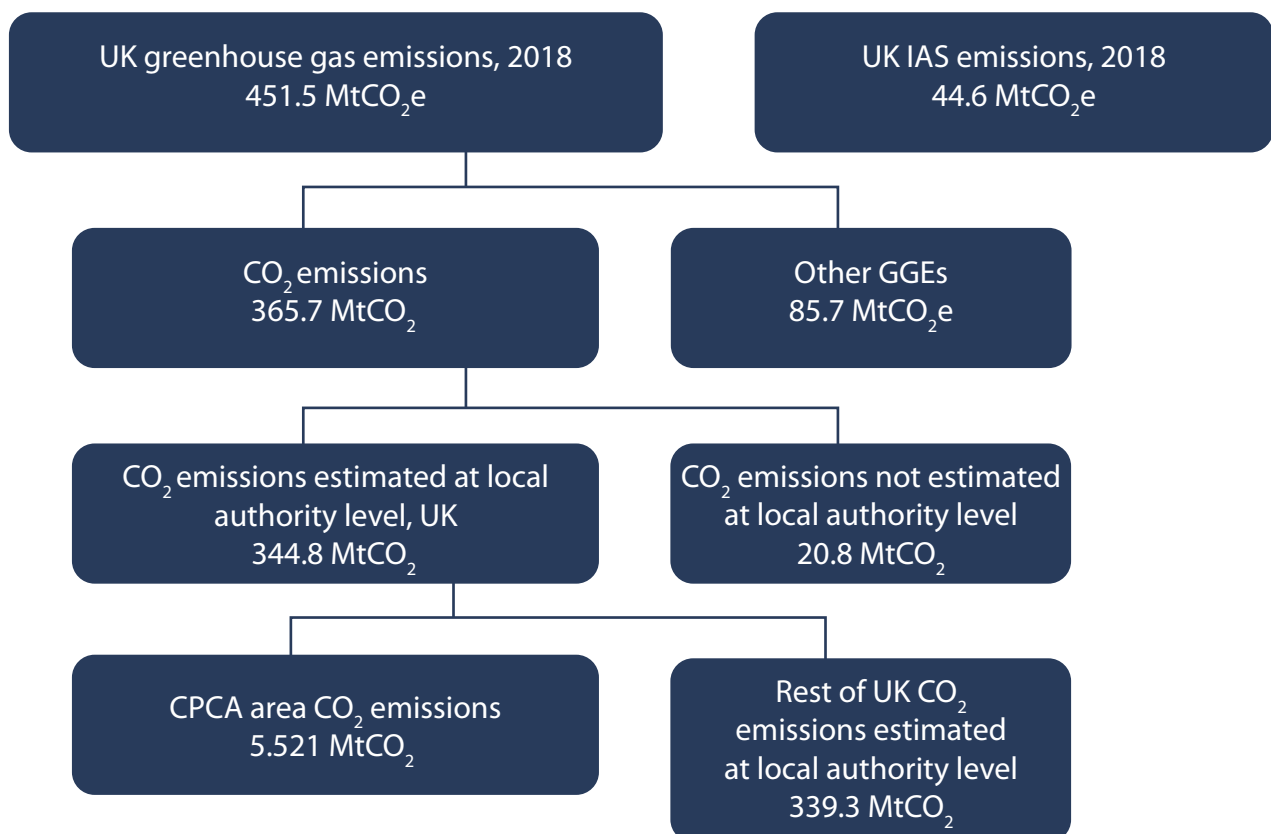 UK greenhouse gas emissions, 2018
451.5 MtCO₂e
UK IAS emissions, 2018
44.6 MtCO₂e
CO₂ emissions
365.7 MtCO₂
Other GGEs
85.7 MtCO₂e
CO₂ emissions estimated at local
authority level, UK
344.8 MtCO₂
CO₂ emissions not estimated
at local authority level
20.8 MtCO₂
CPCA area CO₂ emissions
5.521 MtCO₂
Rest of UK CO₂
emissions estimated
at local authority level
339.3 MtCO₂